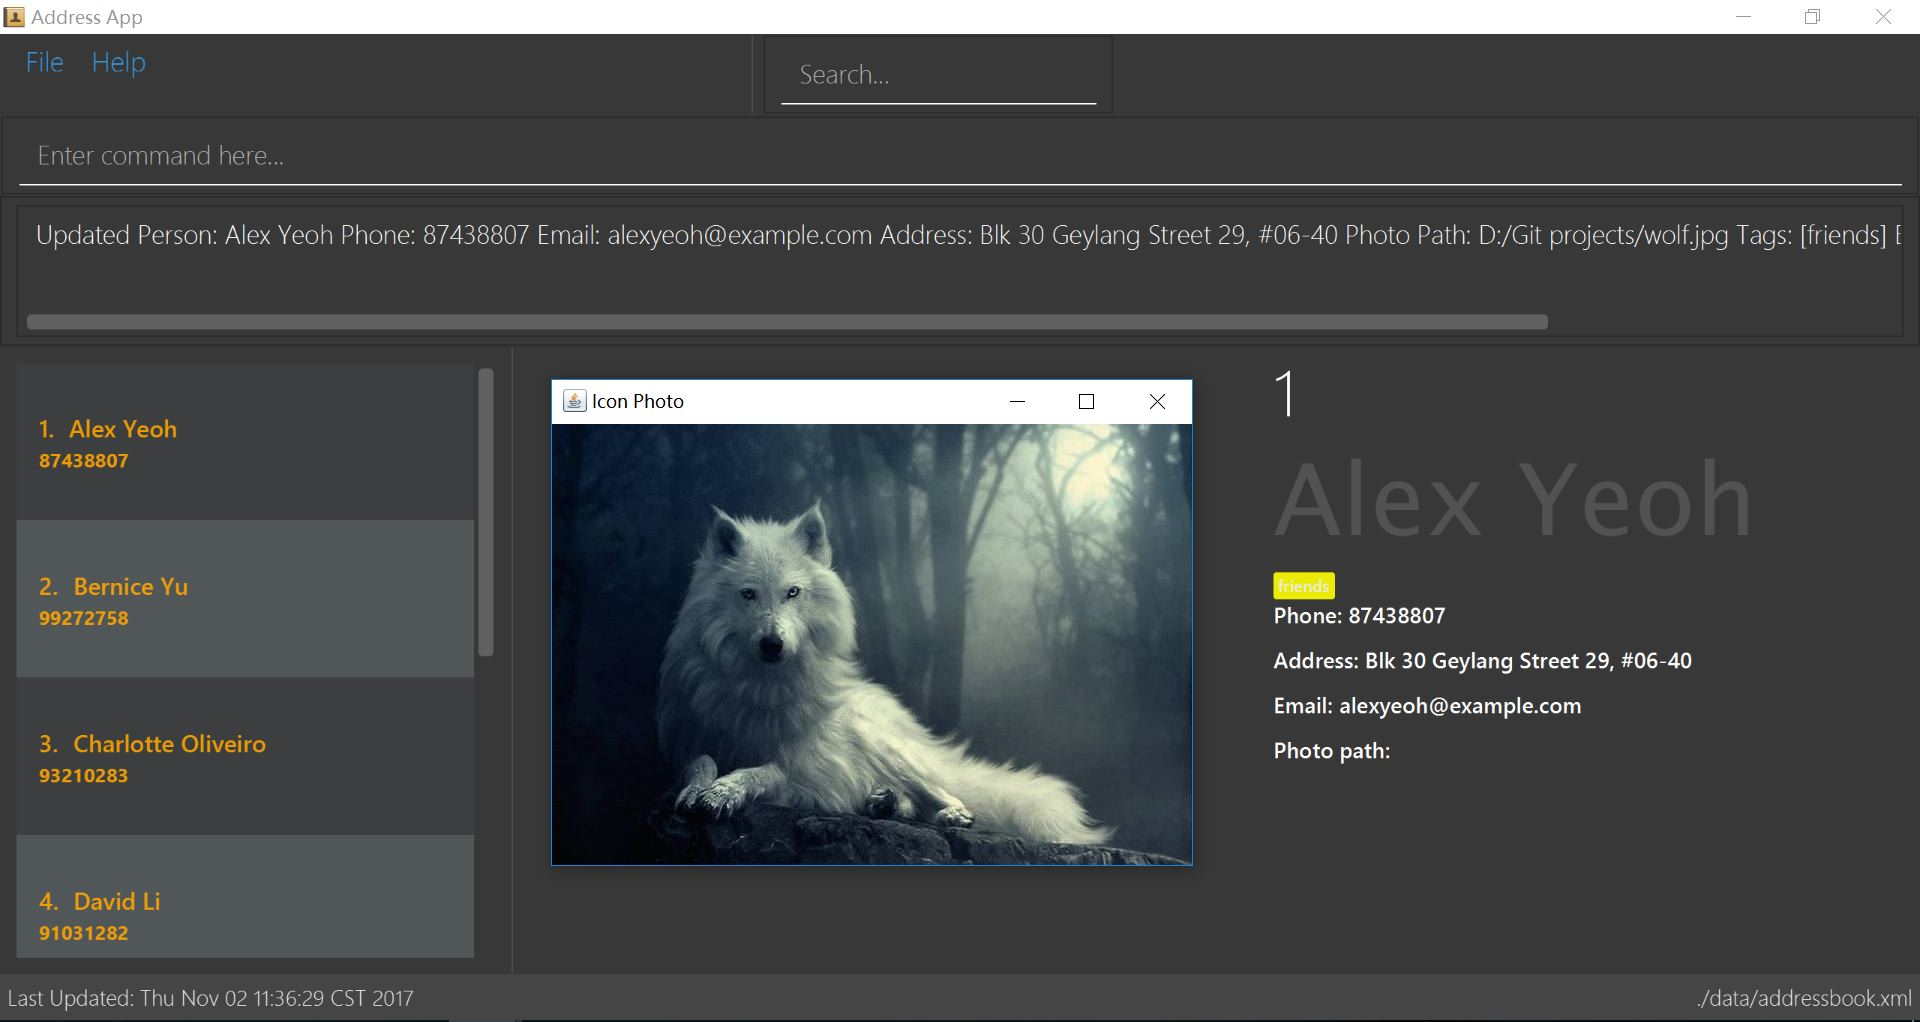 Address App
File Help
Search...
Enter command here...
Updated Person: Alex Yeoh Phone: 87438807 Email: alexyeoh@example.com Address: Blk 30 Geylang Street 29, #06-40 Photo Path: D:/Git projects/wolf.jpg Tags: [friends]
1. Alex Yeoh
87438807
2. Bernice Yu
99272758
3. Charlotte Oliveiro
93210283
4. David Li
91031282
Icon Photo
1
Alex Yeoh
friends
Phone: 87438807
Address: Blk 30 Geylang Street 29, #06-40
Email: alexyeoh@example.com
Photo path:
Last Updated: Thu Nov 02 11:36:29 CST 2017
./data/addressbook.xml